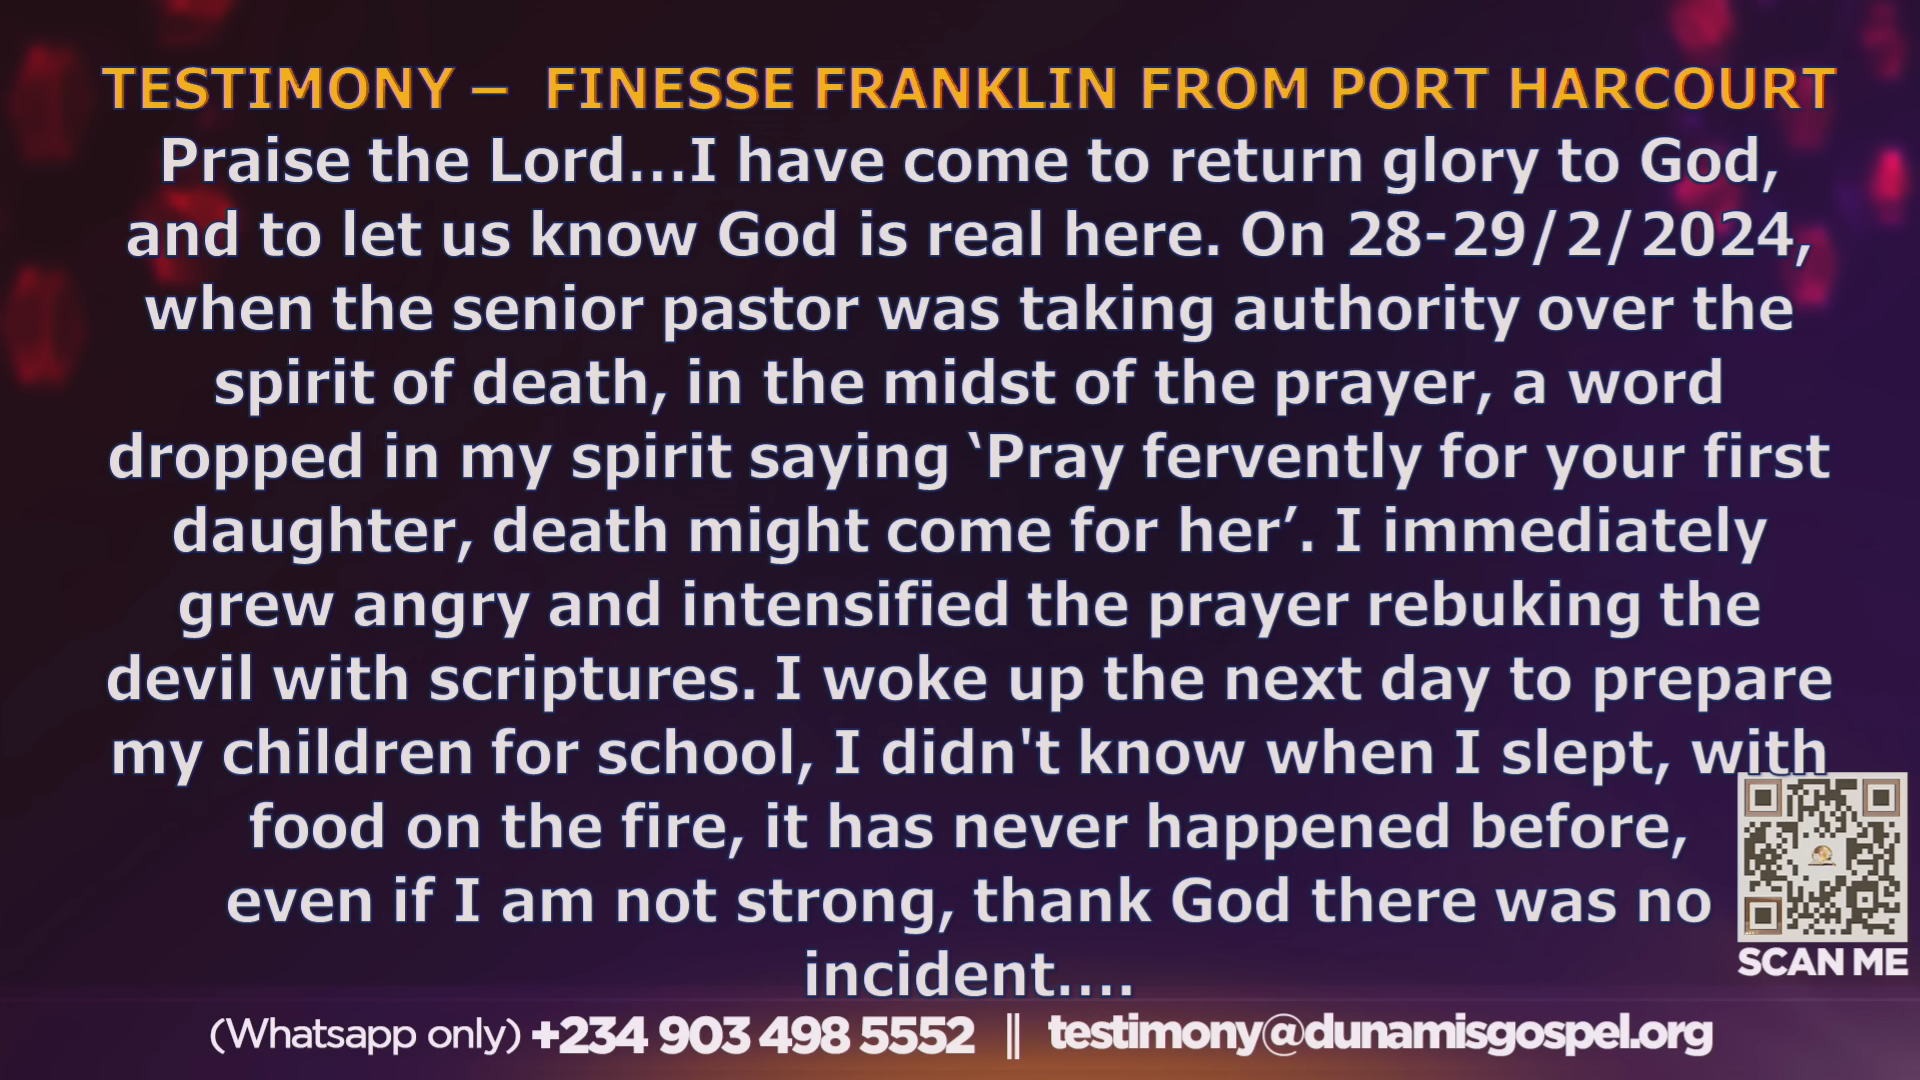 TESTIMONY – FINESSE FRANKLIN FROM PORT HARCOURT
Praise the Lord...I have come to return glory to God,
and to let us know God is real here. On 28-29/2/2024,
when the senior pastor was taking authority over the
spirit of death, in the midst of the prayer, a word
dropped in my spirit saying ‘Pray fervently for your first
daughter, death might come for her’. I immediately
grew angry and intensified the prayer rebuking the
devil with scriptures. I woke up the next day to prepare
my children for school, I didn't know when I slept, with
food on the fire, it has never happened before,
even if I am not strong, thank God there was no
incident....
SCAN ME
(Whatsapp only) +234 903 498 5552 || testimony@dunamisgospel.org